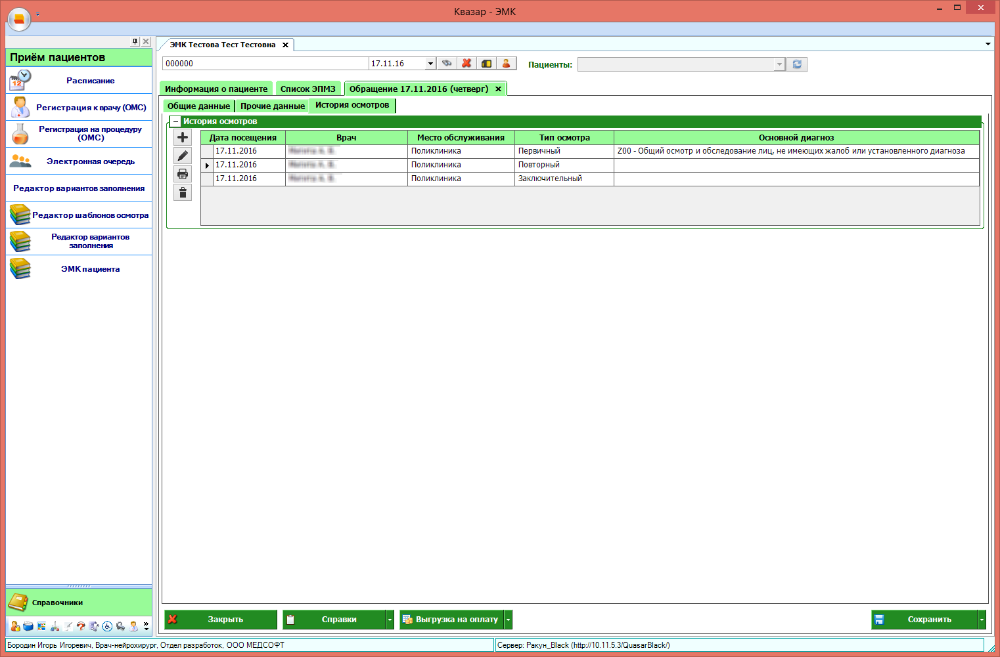 Квазар - ЭМК
Приём пациентов
Расписание
Регистрация к врачу (ОМС)
Регистрация на процедуру
(ОМС)
Электронная очередь
Редактор вариантов заполнения
Редактор шаблонов осмотра
Редактор вариантов
заполнения
ЭМК пациента
Справочники
ЭМК Тестова Тест Тестовна
000000 17.11.16 Пациенты:
Информация о пациенте Список ЭПМЗ Обращение 17.11.2016 (четверг)
Общие данные Прочие данные История осмотров
История осмотров
Дата посещения Врач Место обслуживания Тип осмотра Основной диагноз
17.11.2016 Поликлиника Первичный Z00 - Общий осмотр и обследование лиц, не имеющих жалоб или установленного диагноза
17.11.2016 Поликлиника Повторный
17.11.2016 Поликлиника Заключительный
Закрыть Справки Выгрузка на оплату Сохранить
Бородин Игорь Игоревич, Врач-нейрохирург, Отдел разработок, ООО МЕДСОФТ Сервер: Ракун_Black (http://10.11.5.3/QuasarBlack/)